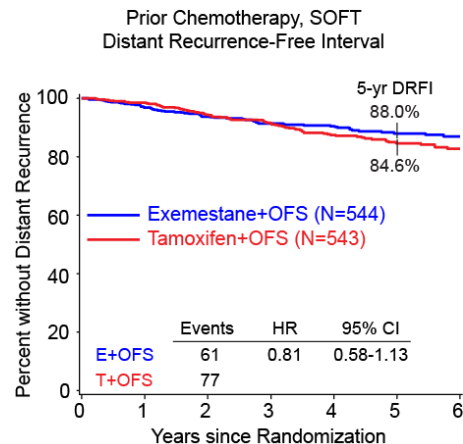 Prior Chemotherapy, SOFT
Distant Recurrence-Free Interval
Percent without Distant Recurrence
100
80
60
40
20
0
5-yr DRFI
88.0%
84.6%
Exemestane+OFS (N=544)
Tamoxifen+OFS (N=543)
Events HR 95% CI
E+OFS 61 0.81 0.58-1.13
T+OFS 77
0 1 2 3 4 5 6
Years since Randomization